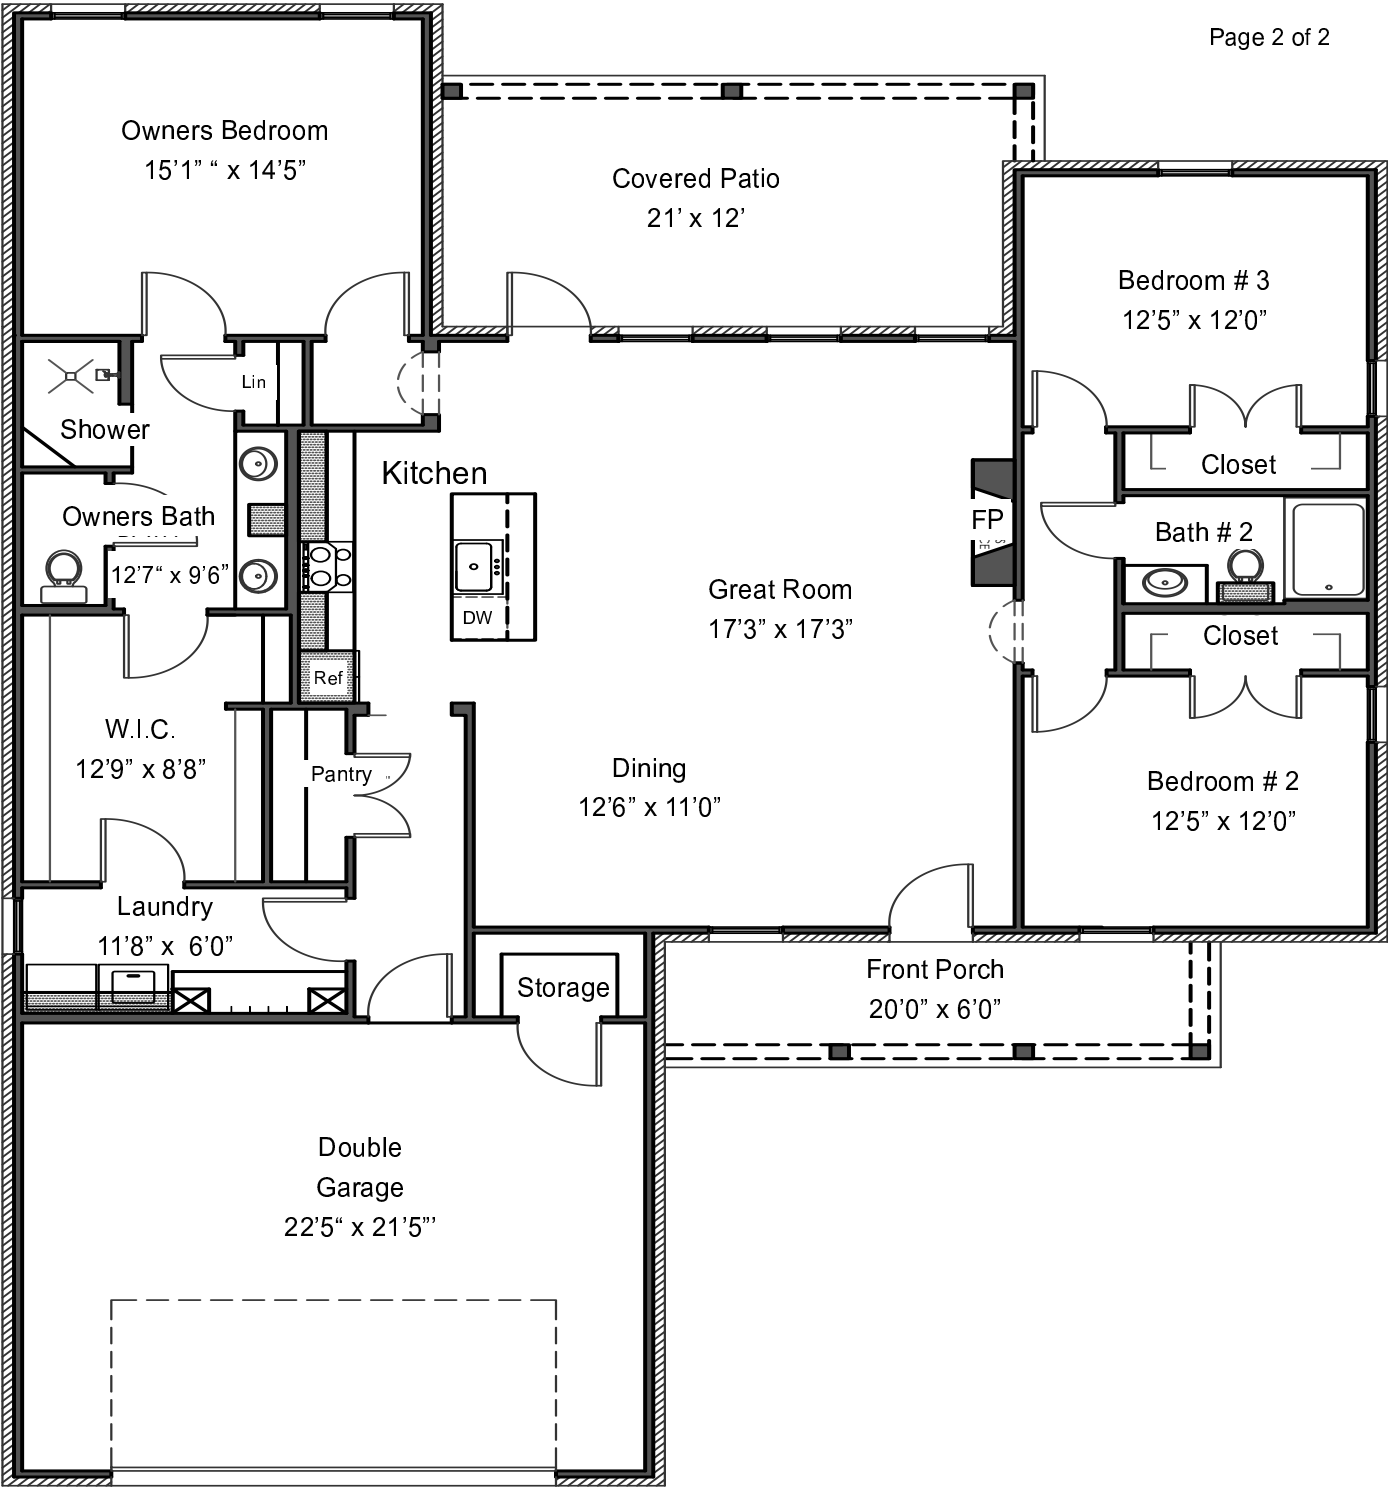 Page 2 of 2
Owners Bedroom
15’1” “ x 14’5”
Covered Patio
21’ x 12’
Bedroom # 3
12’5” x 12’0”
Lin
Shower
Kitchen
Closet
Owners Bath
12’7“ x 9’6”
FP
Bath # 2
Great Room
17’3” x 17’3”
DW
Closet
Ref
W.I.C.
12’9” x 8’8”
Pantry
Dining
12’6” x 11’0”
Bedroom # 2
12’5” x 12’0”
Laundry
11’8” x 6’0”
Storage
Front Porch
20’0” x 6’0”
Double
Garage
22’5“ x 21’5”’